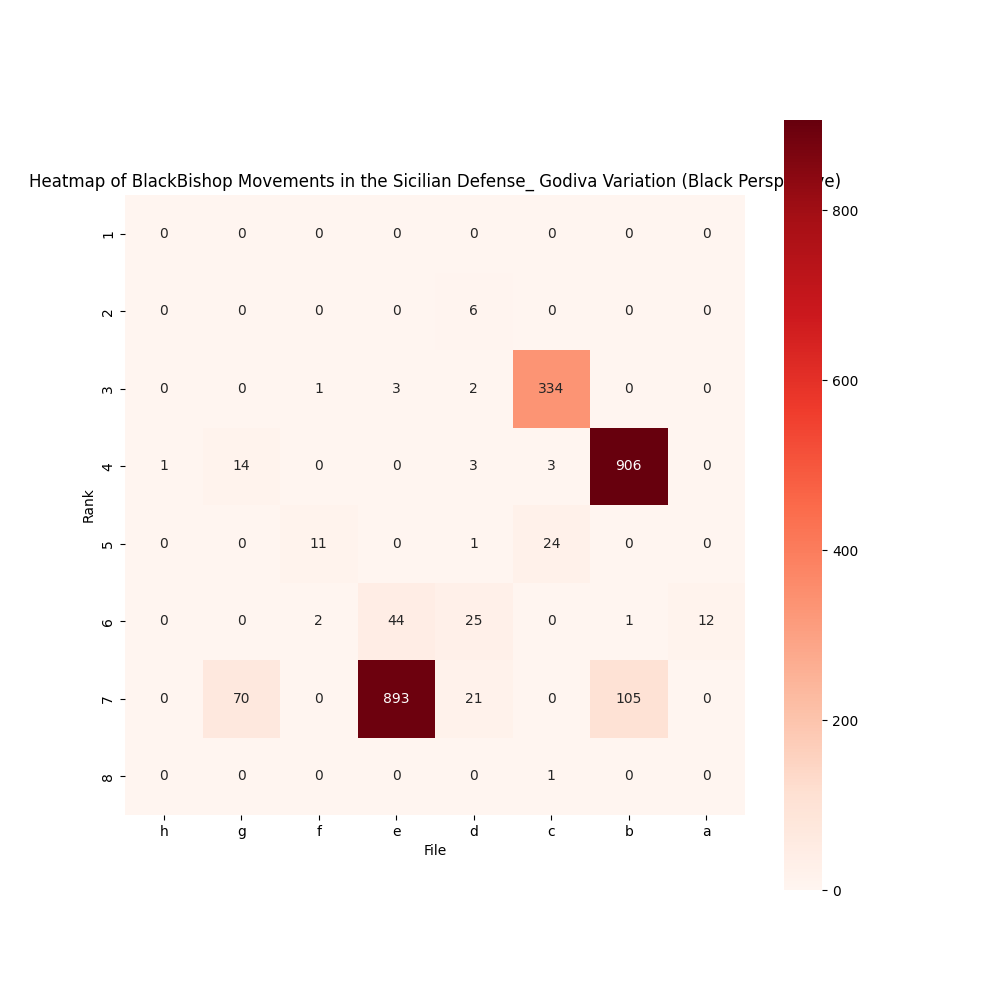 Heatmap of BlackBishop Movements in the Sicilian Defense_ Godiva Variation (Black Persp ve)
800
1 0 0 0 0 0 0 0 0
2 0 0 0 0 6 0 0 0
3 0 0 1 3 2 334 0 0
600
4 1 14 0 0 3 3 906 0
Rank
5 0 0 11 0 1 24 0 0
400
6 0 0 2 44 25 0 1 12
7 0 70 0 893 21 0 105 0
200
8 0 0 0 0 0 1 0 0
h g f e d c b a
File
0